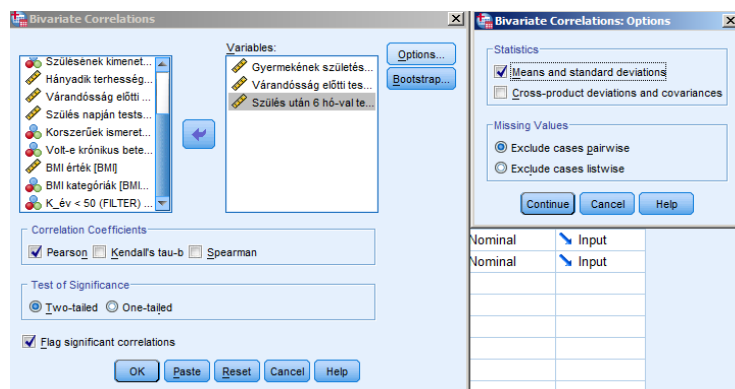 Bivariate Correlations
Szülésének kimenet...
Hányadik terhesség...
Várandósság előtti ...
Szülés napján tests...
Korszerűek ismeret...
Volt-e krónikus bete...
BMI érték [BMI]
BMI kategóriák [BMI...
K_év < 50 (FILTER) ...
Variables:
Gyermekének születés...
Várandósság előtti tes...
Szülés után 6 hó-val te...
Options...
Bootstrap...
Correlation Coefficients
Pearson Kendall's tau-b Spearman
Test of Significance
Two-tailed One-tailed
Flag significant correlations
OK Paste Reset Cancel Help
Bivariate Correlations: Options
Statistics
Means and standard deviations
Cross-product deviations and covariances
Missing Values
Exclude cases pairwise
Exclude cases listwise
Continue Cancel Help
Nominal Input
Nominal Input